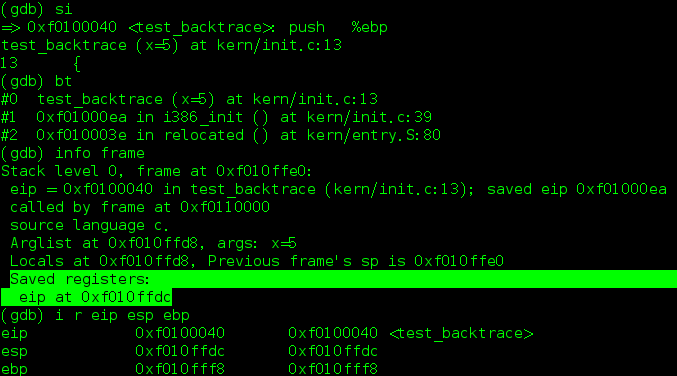 (gdb) si
=> 0xf0100040 <test_backtrace>: push   %ebp
test_backtrace (x=5) at kern/init.c:13
13      {
(gdb) bt
#0  test_backtrace (x=5) at kern/init.c:13
#1  0xf01000ea in i386_init () at kern/init.c:39
#2  0xf010003e in relocated () at kern/entry.S:80
(gdb) info frame
Stack level 0, frame at 0xf010ffe0:
 eip = 0xf0100040 in test_backtrace (kern/init.c:13); saved eip 0xf01000ea
 called by frame at 0xf0110000
 source language c.
 Arglist at 0xf010ffd8, args: x=5
 Locals at 0xf010ffd8, Previous frame's sp is 0xf010ffe0
 Saved registers:
  eip at 0xf010ffdc
(gdb) i r eip esp ebp
eip            0xf0100040       0xf0100040 <test_backtrace>
esp            0xf010ffdc       0xf010ffdc
ebp            0xf010fff8       0xf010fff8